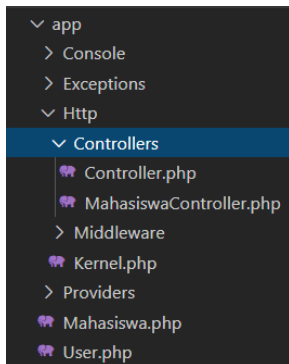 app
Console
Exceptions
Http
Controllers
Controller.php
MahasiswaController.php
Middleware
Kernel.php
Providers
Mahasiswa.php
User.php